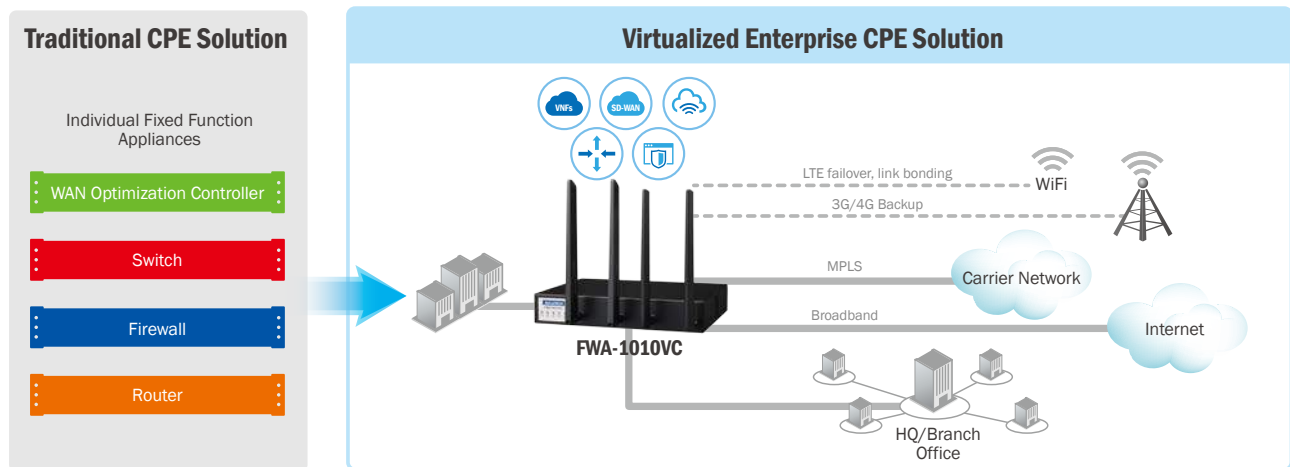 Traditional CPE Solution
Individual Fixed Function
Appliances
WAN Optimization Controller
Switch
Firewall
Router
Virtualized Enterprise CPE Solution
VNFs
SD-WAN
LTE failover, link bonding
WiFi
3G/4G Backup
MPLS
Carrier Network
Broadband
Internet
FWA-1010VC
HQ/Branch
Office